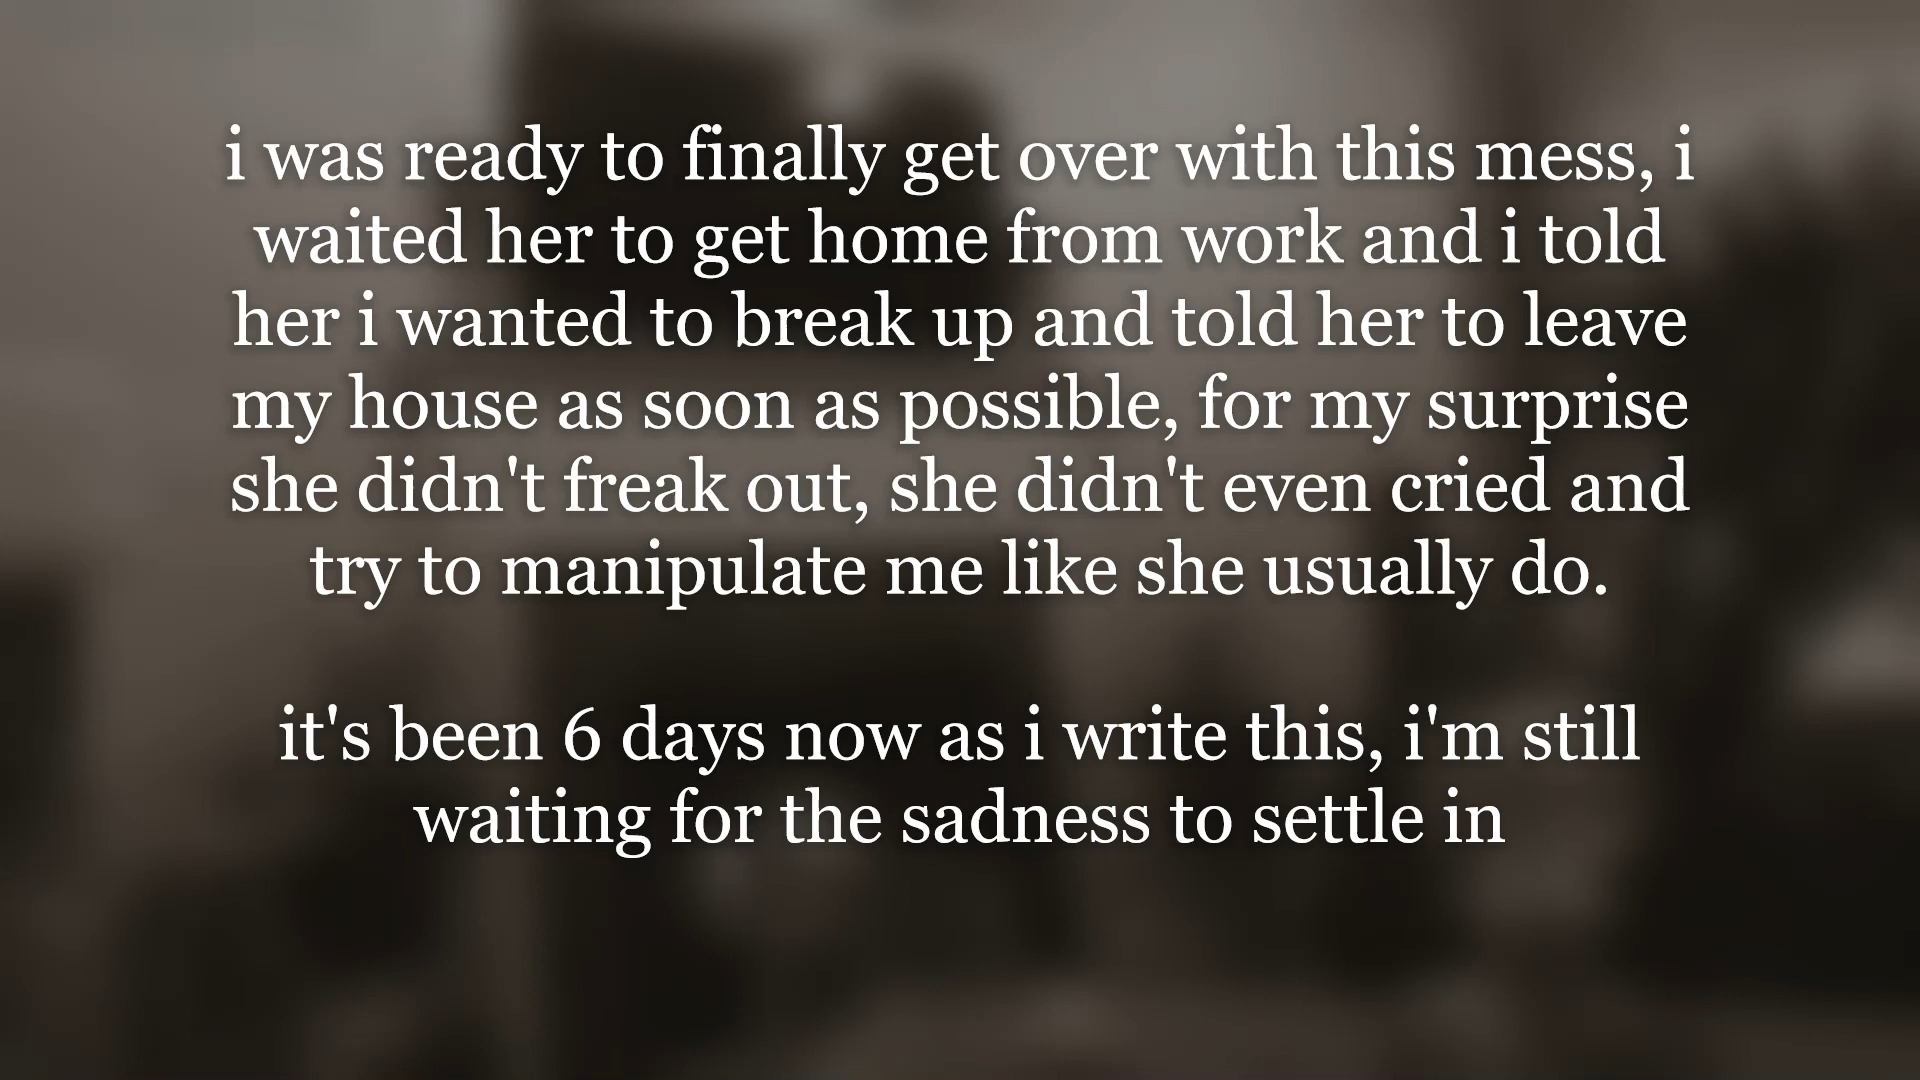 i was ready to finally get over with this mess, i
waited her to get home from work and i told
her i wanted to break up and told her to leave
my house as soon as possible, for my surprise
she didn't freak out, she didn't even cried and
try to manipulate me like she usually do.
it's been 6 days now as i write this, i'm still
waiting for the sadness to settle in